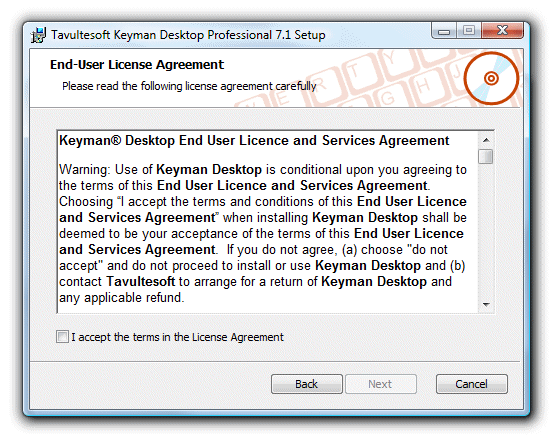 Tavultesoft Keyman Desktop Professional 7.1 Setup
End-User License Agreement
Please read the following license agreement carefully
Keyman® Desktop End User Licence and Services Agreement
Warning: Use of Keyman Desktop is conditional upon you agreeing to
the terms of this End User Licence and Services Agreement.
Choosing “I accept the terms and conditions of this End User Licence
and Services Agreement” when installing Keyman Desktop shall be
deemed to be your acceptance of the terms of this End User Licence
and Services Agreement.  If you do not agree, (a) choose "do not
accept" and do not proceed to install or use Keyman Desktop and (b)
contact Tavultesoft to arrange for a return of Keyman Desktop and
any applicable refund.
I accept the terms in the License Agreement
Back Next Cancel